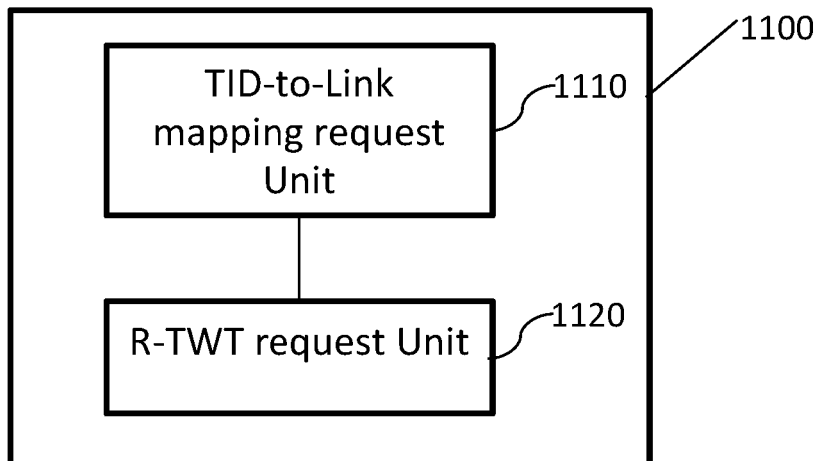 1100
TID-to-Link
mapping request
Unit
1110
R-TWT request Unit
1120